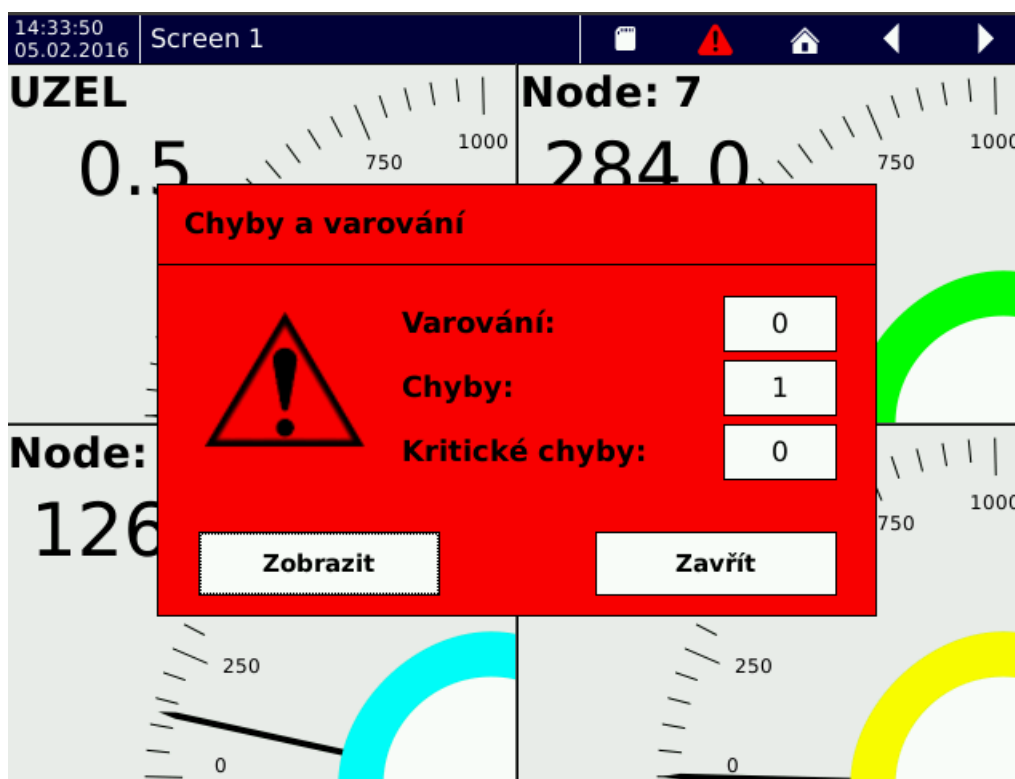 14:33:50
05.02.2016
Screen 1
UZEL
0.5
750
1000
Node: 7
284.0
750
1000
Chyby a varování
Varování:
0
Chyby:
1
Kritické chyby:
0
Zobrazit
Zavřít
Node:
126
250
0
750
1000
250
0